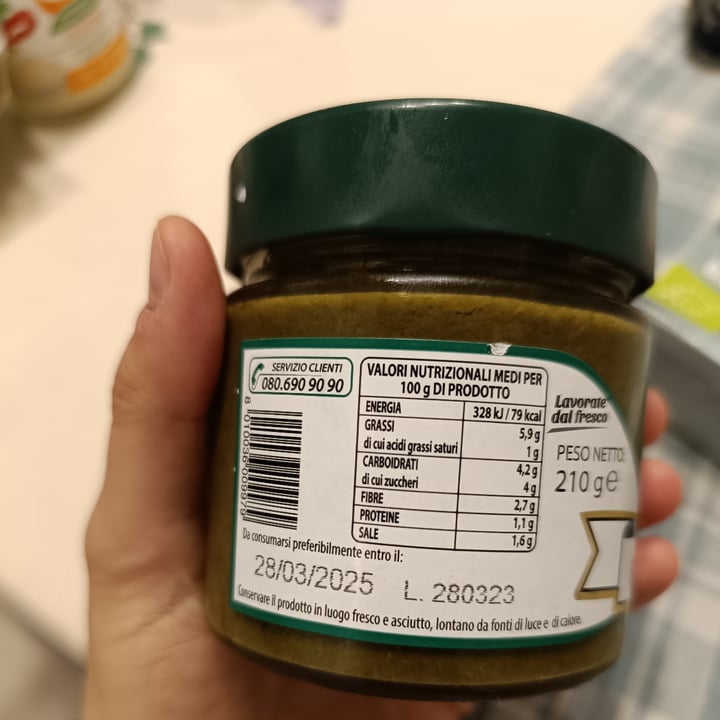 SERVIZIO CLIENTI
080.690 90 90
8 010036 009979
VALORI NUTRIZIONALI MEDI PER
100 g DI PRODOTTO
ENERGIA 328 kJ / 79 kcal
GRASSI 5,9 g
di cui acidi grassi saturi 1 g
CARBOIDRATI 4,2 g
di cui zuccheri 4 g
FIBRE 2,7 g
PROTEINE 1,1 g
SALE 1,6 g
Lavorate
dal fresco
PESO NETTO:
210 g e
Da consumarsi preferibilmente entro il:
28/03/2025 L. 280323
Conservare il prodotto in luogo fresco e asciutto, lontano da fonti di luce e di calore.